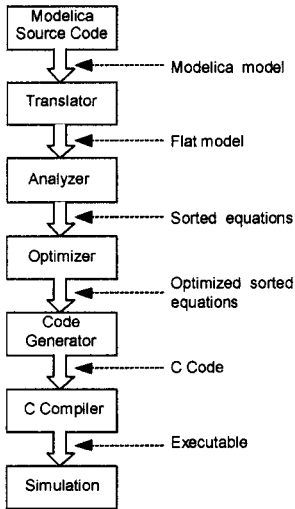 Modelica
Source Code
Modelica model
Translator
Flat model
Analyzer
Sorted equations
Optimizer
Optimized sorted
equations
Code
Generator
C Code
C Compiler
Executable
Simulation